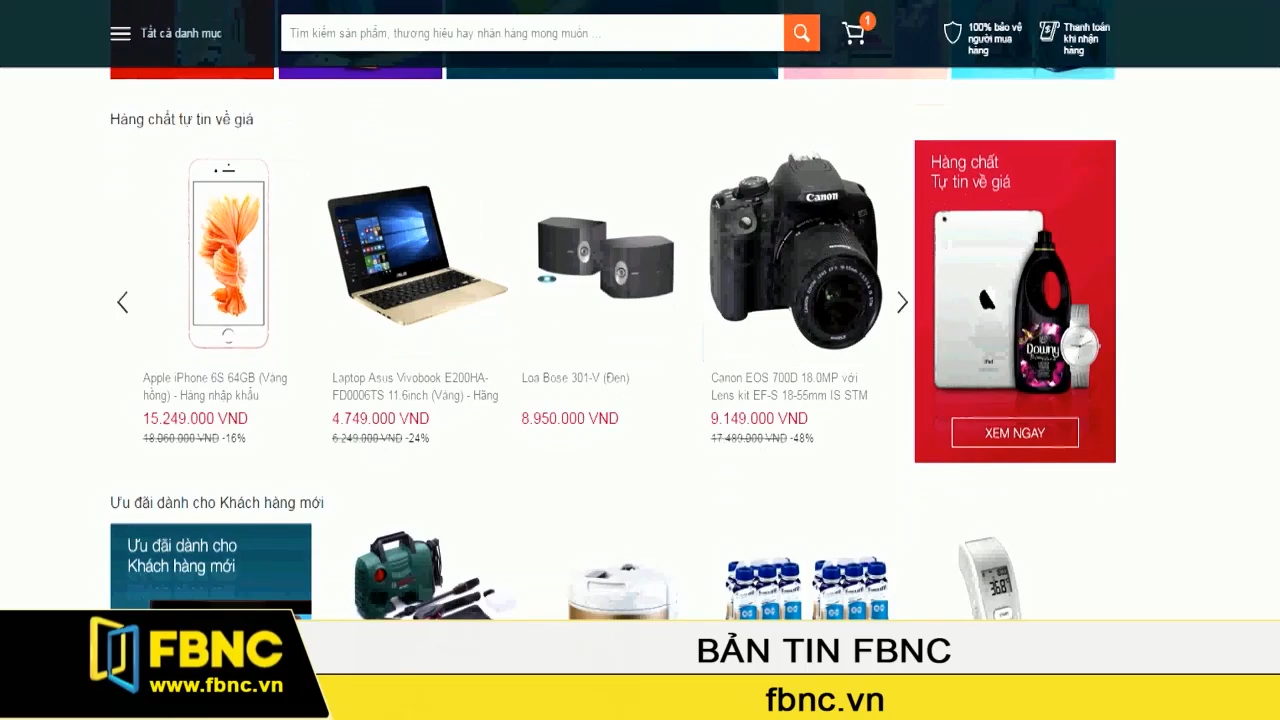 Tất cả danh mục
Tìm kiếm sản phẩm, thương hiệu hay nhãn hàng mong muốn ...
1
100% bảo vệ
người mua
hàng
Thanh toán
khi nhận
hàng
Hàng chất tự tin về giá
Hàng chất
Tự tin về giá
Canon
Downy
iPad
XEM NGAY
Apple iPhone 6S 64GB (Vàng
hồng) - Hàng nhập khẩu
15.249.000 VND
18.060.000 VND -16%
Laptop Asus Vivobook E200HA-
FD0006TS 11.6inch (Vàng) - Hãng
4.749.000 VND
6.249.000 VND -24%
Loa Bose 301-V (Đen)
8.950.000 VND
Canon EOS 700D 18.0MP với
Lens kit EF-S 18-55mm IS STM
9.149.000 VND
17.489.000 VND -48%
Ưu đãi dành cho Khách hàng mới
Ưu đãi dành cho
Khách hàng mới
FBNC
www.fbnc.vn
BẢN TIN FBNC
fbnc.vn